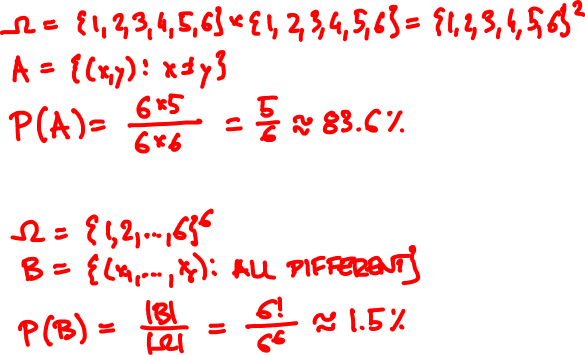 Ω = {1,2,3,4,5,6}×{1,2,3,4,5,6} = {1,2,3,4,5,6}²
A = {(x,y): x≠y}
P(A) = 6×5/6×6 = 5/6 ≈ 83.6%
Ω = {1,2,...,6}⁶
B = {(x₁,...,x₆): ALL DIFFERENT}
P(B) = |B|/|Ω| = 6!/6⁶ ≈ 1.5%